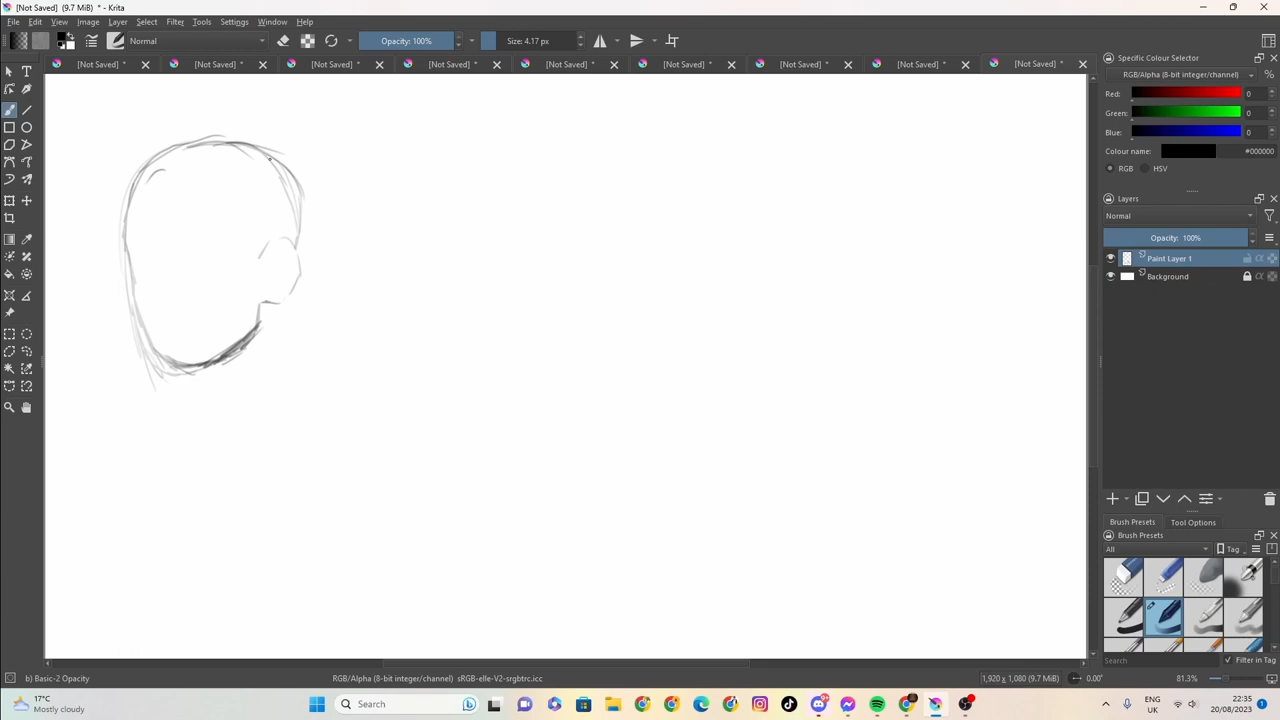 [Not Saved] (9.7 MiB) * - Krita
File Edit View Image Layer Select Filter Tools Settings Window Help
Normal Opacity: 100% Size: 4.17 px
[Not Saved] * [Not Saved] * [Not Saved] * [Not Saved] * [Not Saved] * [Not Saved] * [Not Saved] * [Not Saved] * [Not Saved] *
Specific Colour Selector
RGB/Alpha (8-bit integer/channel) %
Red: 0
Green: 0
Blue: 0
Colour name: #000000
RGB HSV
Layers
Normal
Opacity: 100%
Paint Layer 1
Background
Brush Presets Tool Options
Brush Presets
All Tag
Search Filter in Tag
b) Basic-2 Opacity RGB/Alpha (8-bit integer/channel) sRGB-elle-V2-srgbtrc.icc 1,920 x 1,080 (9.7 MiB) 0.00° 81.3%
17°C
Mostly cloudy
Search
ENG
UK
22:35
20/08/2023